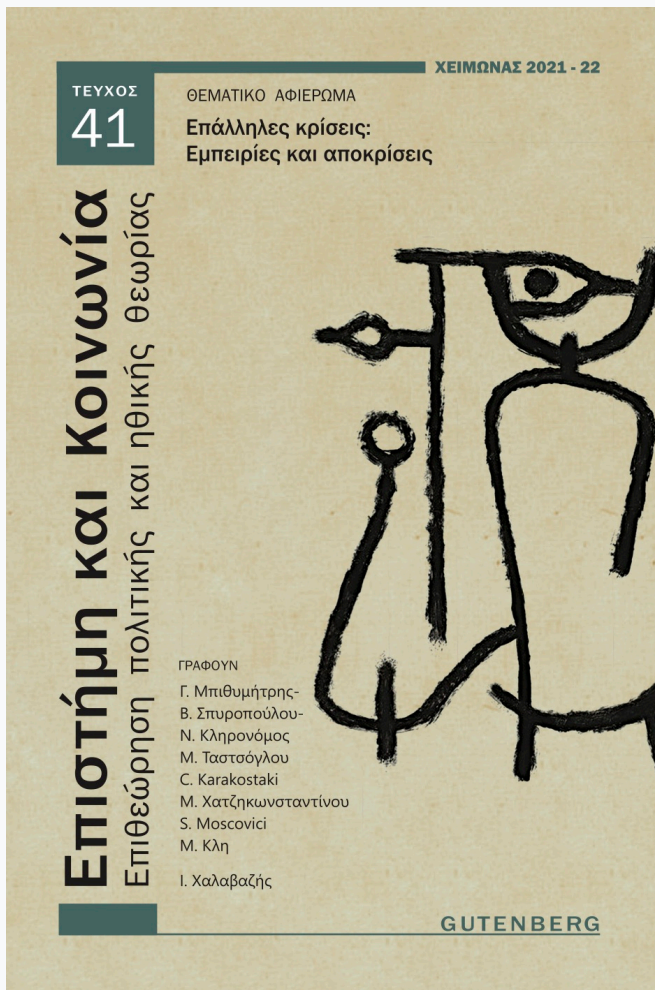 ΧΕΙΜΩΝΑΣ 2021 - 22
ΤΕΥΧΟΣ
41
ΘΕΜΑΤΙΚΟ ΑΦΙΕΡΩΜΑ
Επάλληλες κρίσεις:
Εμπειρίες και αποκρίσεις
Επιστήμη και Κοινωνία
Επιθεώρηση πολιτικής και ηθικής θεωρίας
ΓΡΑΦΟΥΝ
Γ. Μπιθυμήτρης-
Β. Σπυροπούλου-
Ν. Κληρονόμος
Μ. Ταστσόγλου
C. Karakostaki
Μ. Χατζηκωνσταντίνου
S. Moscovici
Μ. Κλη
Ι. Χαλαβαζής
GUTENBERG